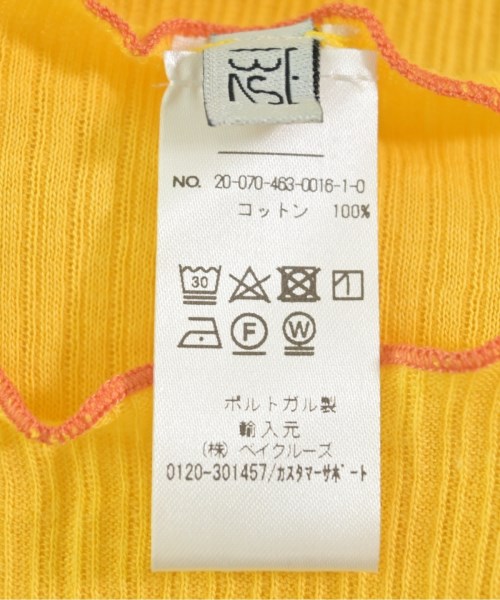 NO. 20-070-463-0016-1-0
コットン 100%
30
F W
ポルトガル製
輸入元
(株) ベイクルーズ
0120-301457/カスタマーサポート